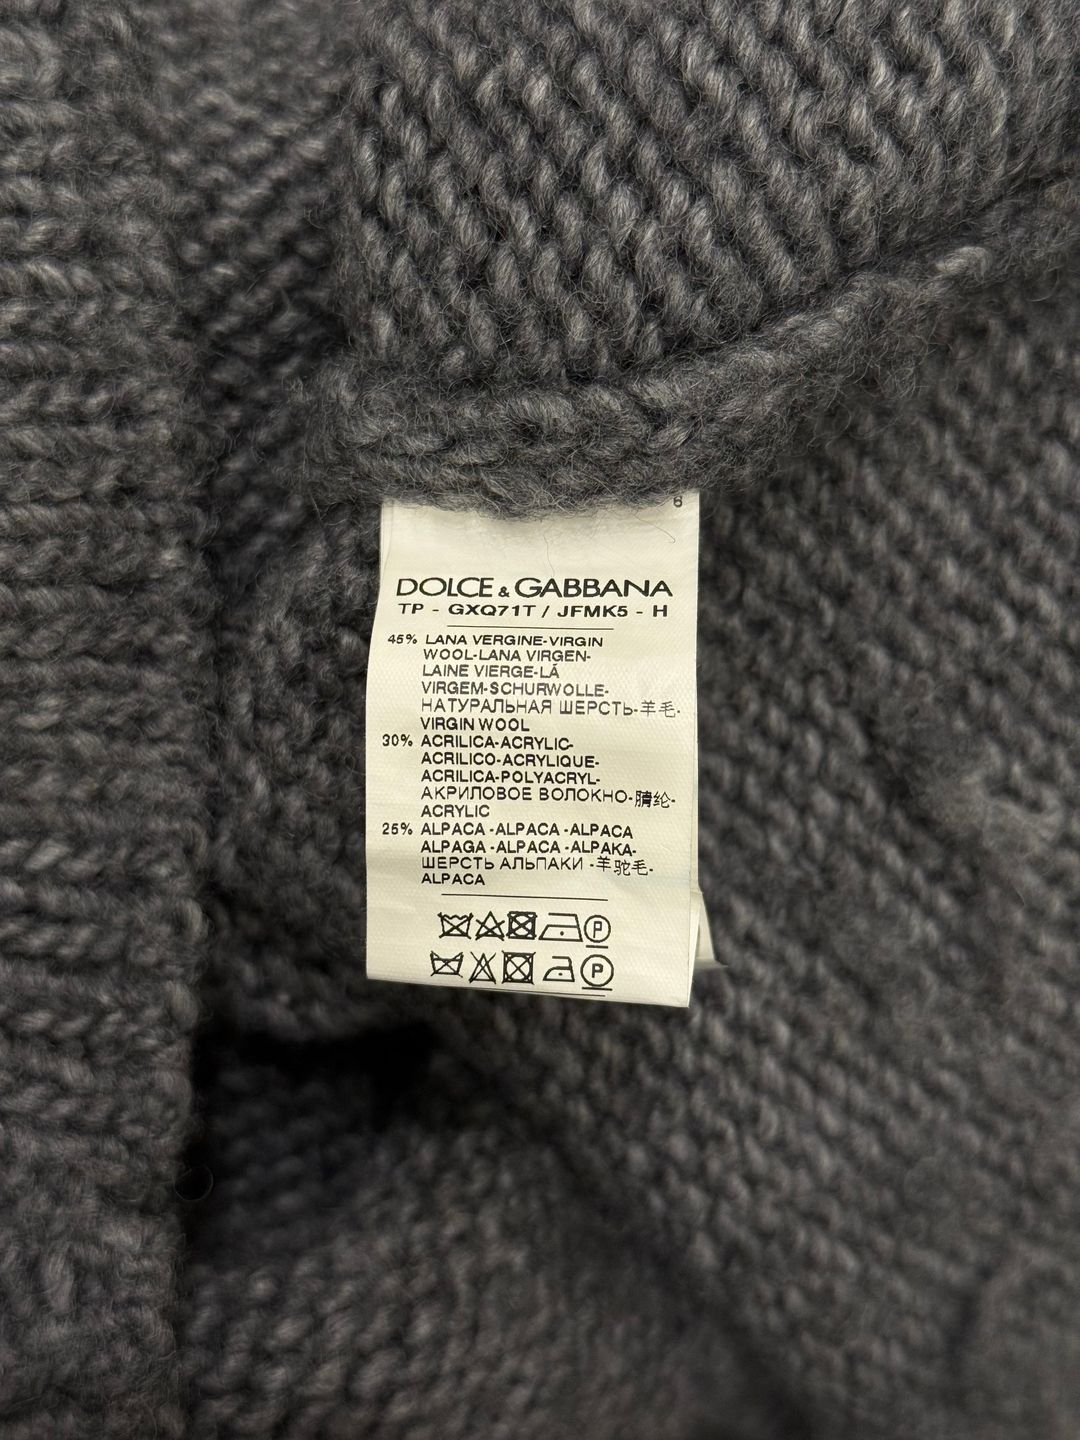 6
DOLCE & GABBANA
TP - GXQ71T / JFMK5 - H
45% LANA VERGINE-VIRGIN
WOOL-LANA VIRGEN-
LAINE VIERGE-LÁ
VIRGEM-SCHURWOLLE-
НАТУРАЛЬНАЯ ШЕРСТЬ-羊毛-
VIRGIN WOOL
30% ACRILICA-ACRYLIC-
ACRILICO-ACRYLIQUE-
ACRILICA-POLYACRYL-
АКРИЛОВОЕ ВОЛОКНО-腈纶-
ACRYLIC
25% ALPACA -ALPACA -ALPACA
ALPAGA -ALPACA -ALPAKA-
ШЕРСТЬ АЛЬПАКИ -羊驼毛-
ALPACA
P
P